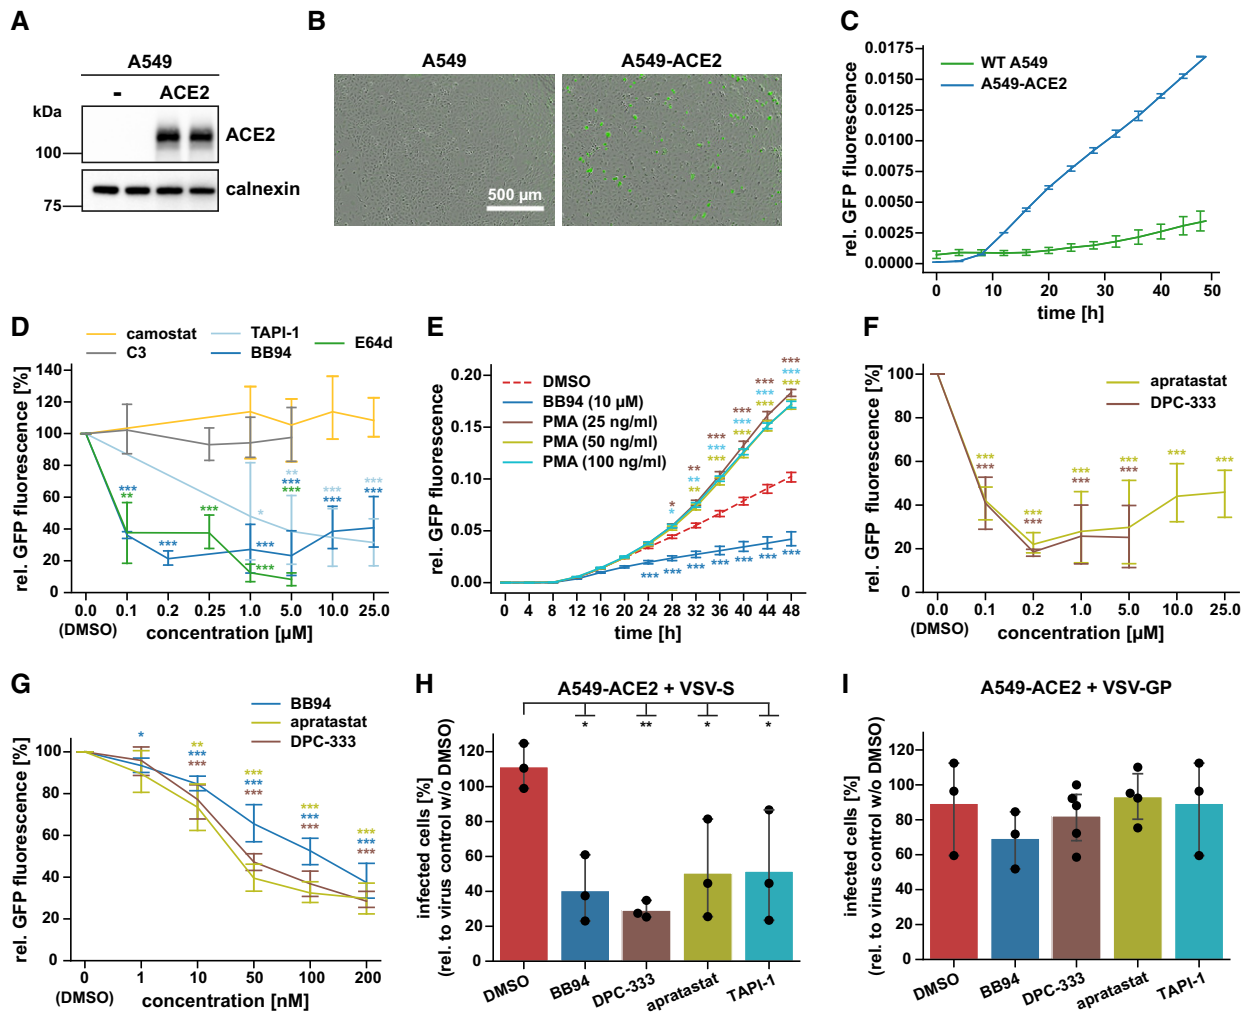 A
A549
- ACE2
kDa
ACE2
100
calnexin
75
B
A549 A549-ACE2
500 µm
C
WT A549
A549-ACE2
rel. GFP fluorescence
0.0175
0.0150
0.0125
0.0100
0.0075
0.0050
0.0025
0.0000
0 10 20 30 40 50
time [h]
D
camostat TAPI-1 E64d
C3 BB94
rel. GFP fluorescence [%]
140
120
100
80
60
40
20
0
*** ** *** *** * *** *** *** *** *** *** *** *** ***
0.0 0.1 0.2 0.25 1.0 5.0 10.0 25.0
(DMSO)
concentration [µM]
E
DMSO
BB94 (10 µM)
PMA (25 ng/ml)
PMA (50 ng/ml)
PMA (100 ng/ml)
rel. GFP fluorescence
0.20
0.15
0.10
0.05
0.00
* ** *** *** *** ***
* ** *** *** *** ***
** *** *** *** ***
*** *** *** *** *** *** ***
0 4 8 12 16 20 24 28 32 36 40 44 48
time [h]
F
apratastat
DPC-333
rel. GFP fluorescence [%]
100
80
60
40
20
0
*** *** *** *** *** ***
*** *** *** ***
0.0 0.1 0.2 1.0 5.0 10.0 25.0
(DMSO)
concentration [µM]
G
BB94
apratastat
DPC-333
rel. GFP fluorescence [%]
100
80
60
40
20
0
* ** *** *** ***
*** *** *** ***
*** *** *** ***
0 1 10 50 100 200
(DMSO)
concentration [nM]
H
A549-ACE2 + VSV-S
* ** * *
infected cells [%]
(rel. to virus control w/o DMSO)
120
100
80
60
40
20
0
DMSO BB94 DPC-333 apratastat TAPI-1
I
A549-ACE2 + VSV-GP
infected cells [%]
(rel. to virus control w/o DMSO)
120
100
80
60
40
20
0
DMSO BB94 DPC-333 apratastat TAPI-1